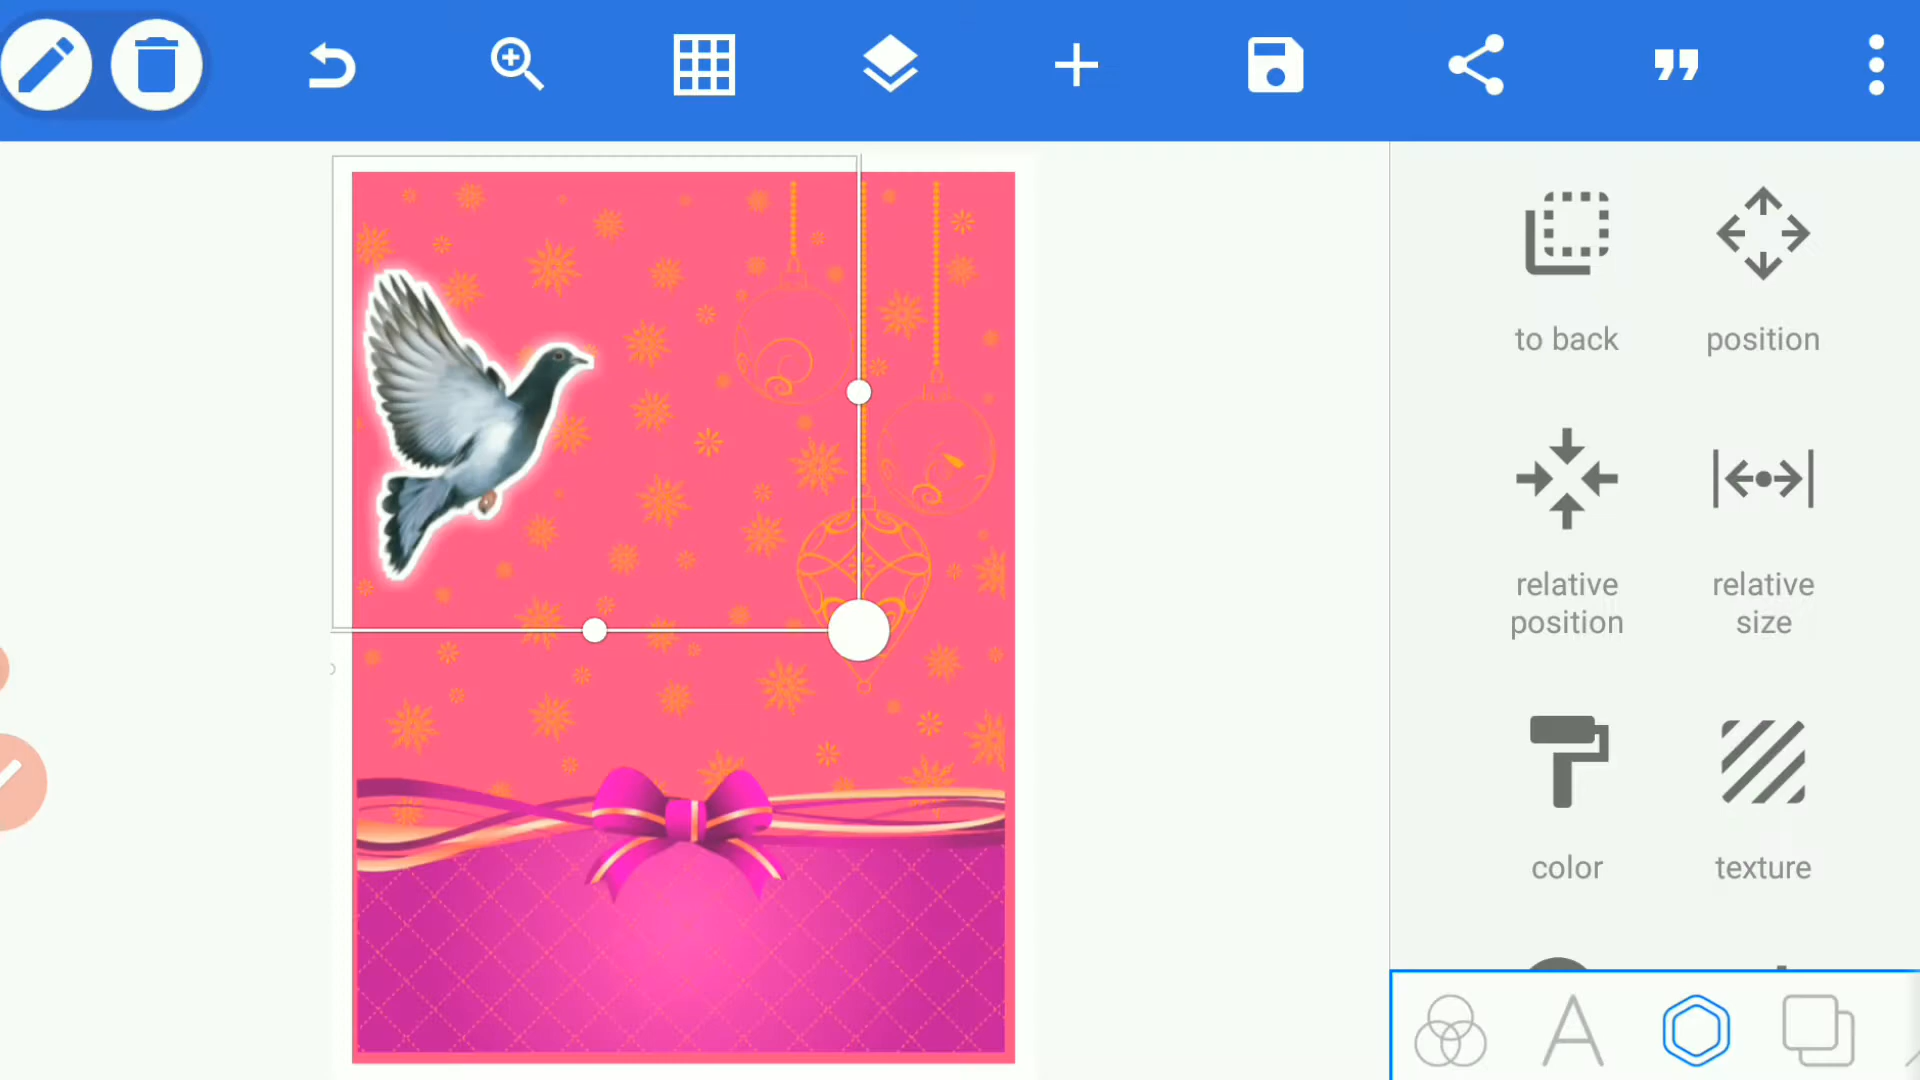 to back
position
relative
position
relative
size
color
texture